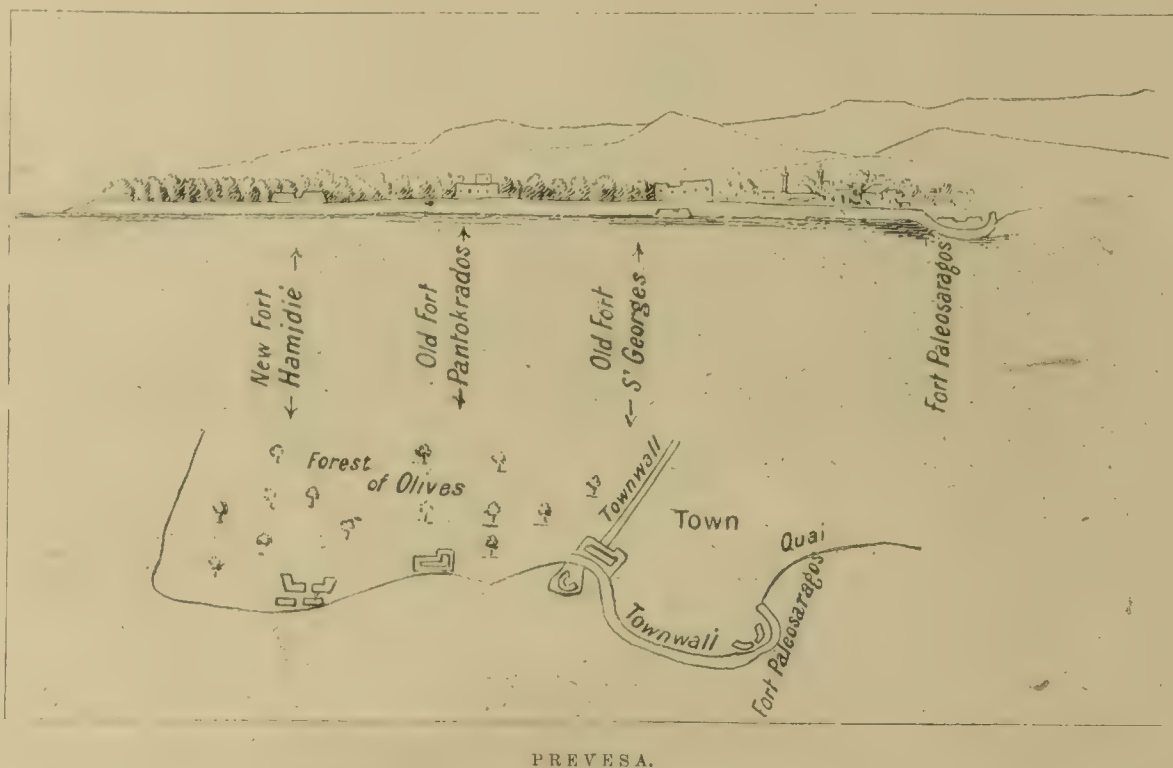 New Fort
Hamidie
Old Fort
Pantokrados
Old Fort
S' Georges
Fort Paleosaragos
Forest
of Olives
Townwall
Town
Quai
Townwall
Fort Paleosaragos
PREVESA.